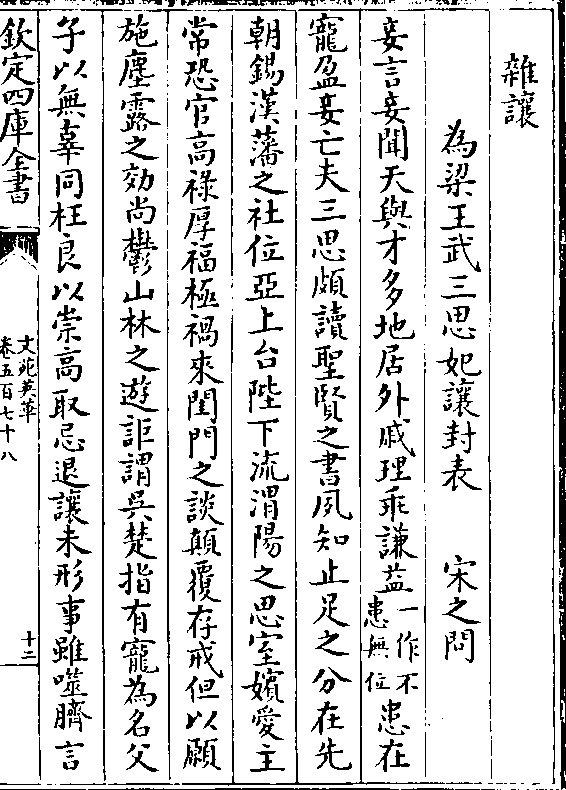 雜讓
為梁王武三思妃讓封表 宋之問
妾言妾聞天與才多地居外戚理乖謙益一作不患無位患在
寵盈妾亡夫三思頗讀聖賢之書夙知止足之分在先
朝錫漢藩之社位亞上台陛下流渭陽之思室嬪愛主
常恐官高祿厚福極禍來閨門之談顛覆存戒但以願
施塵露之効尚鬱山林之遊詎謂吳楚指有寵為名父
子以無辜同枉良以崇高取忌退讓未形事雖噬臍言
欽定四庫全書
文苑英華
卷五百七十八
十二